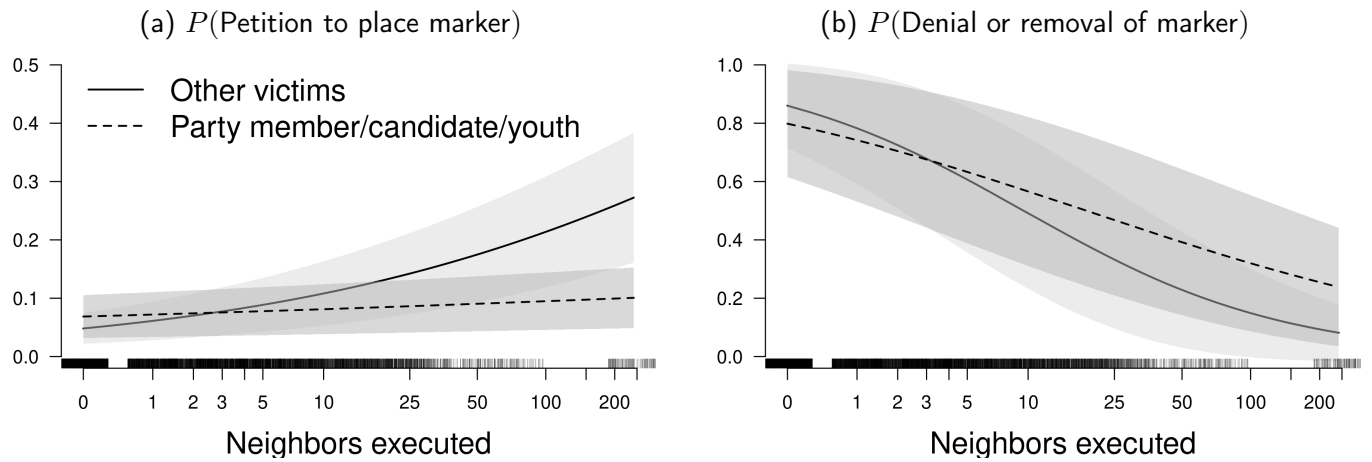 (a) P(Petition to place marker)
0.5
0.4
0.3
0.2
0.1
0.0
Other victims
Party member/candidate/youth
0 1 2 3 5 10 25 50 100 200
Neighbors executed
(b) P(Denial or removal of marker)
1.0
0.8
0.6
0.4
0.2
0.0
0 1 2 3 5 10 25 50 100 200
Neighbors executed